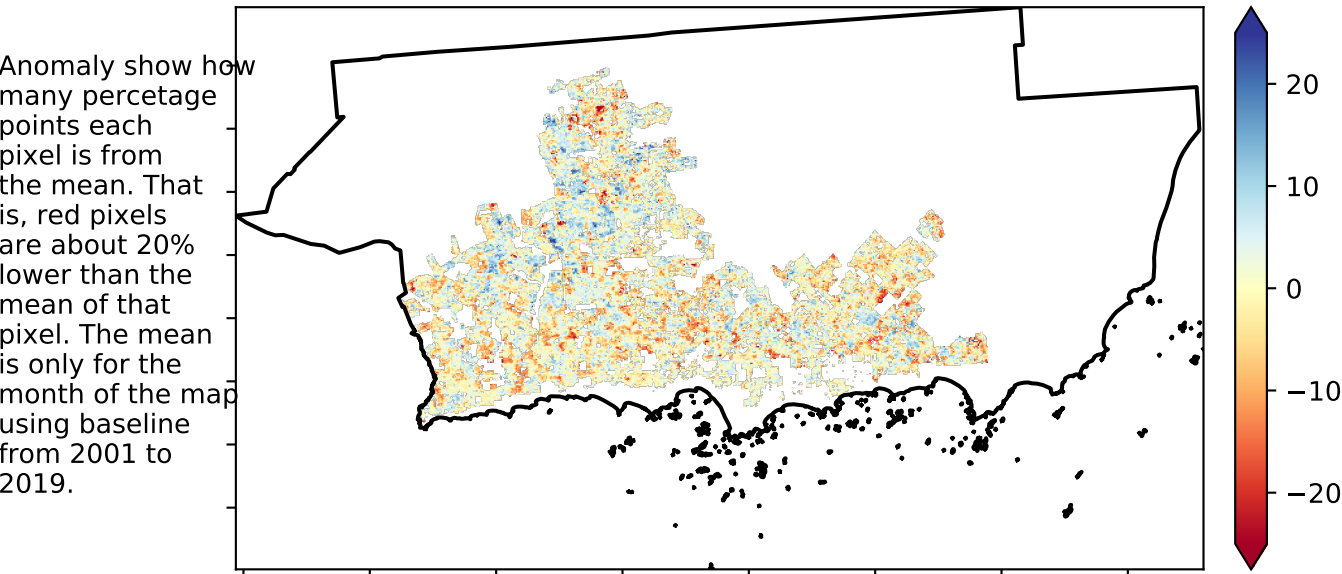 Anomaly show how
many percetage
points each
pixel is from
the mean. That
is, red pixels
are about 20%
lower than the
mean of that
pixel. The mean
is only for the
month of the map
using baseline
from 2001 to
2019.
20
10
0
−10
−20